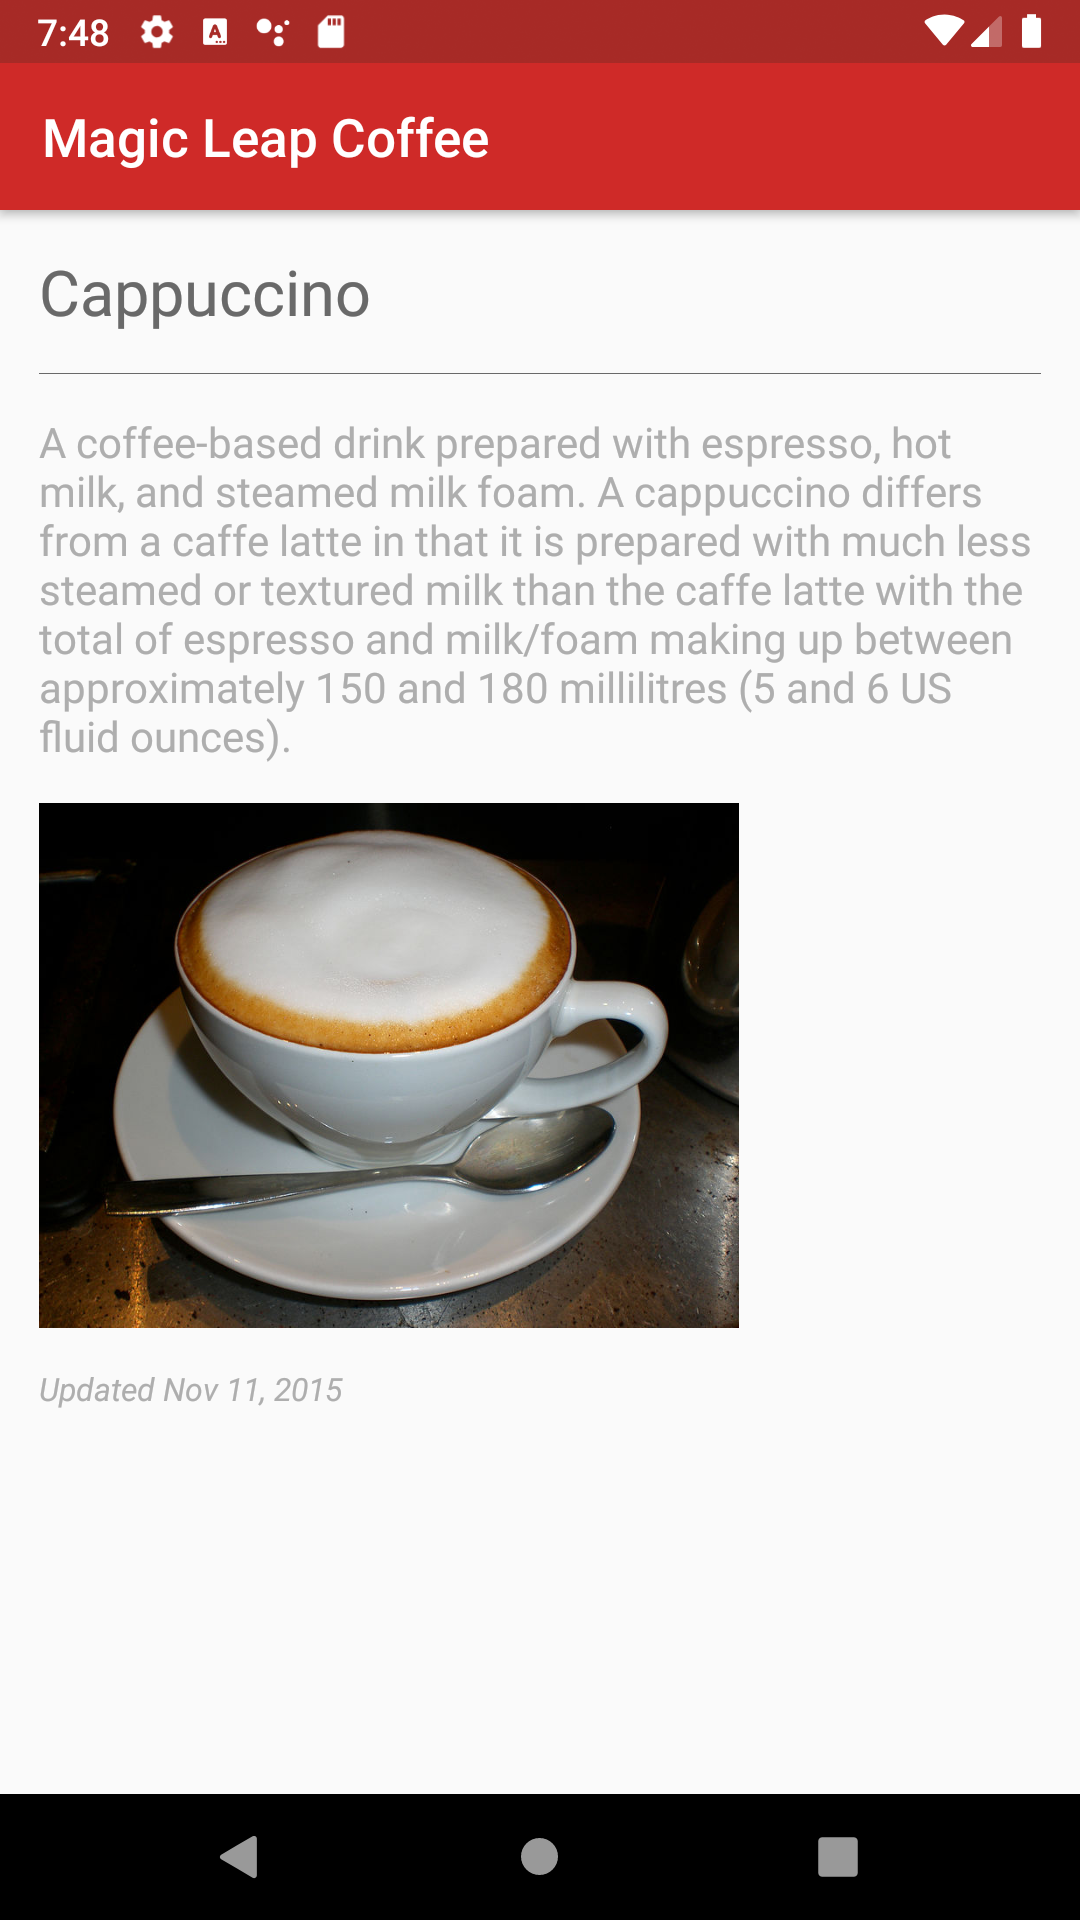 7:48
Magic Leap Coffee
Cappuccino
A coffee-based drink prepared with espresso, hot
milk, and steamed milk foam. A cappuccino differs
from a caffe latte in that it is prepared with much less
steamed or textured milk than the caffe latte with the
total of espresso and milk/foam making up between
approximately 150 and 180 millilitres (5 and 6 US
fluid ounces).
Updated Nov 11, 2015